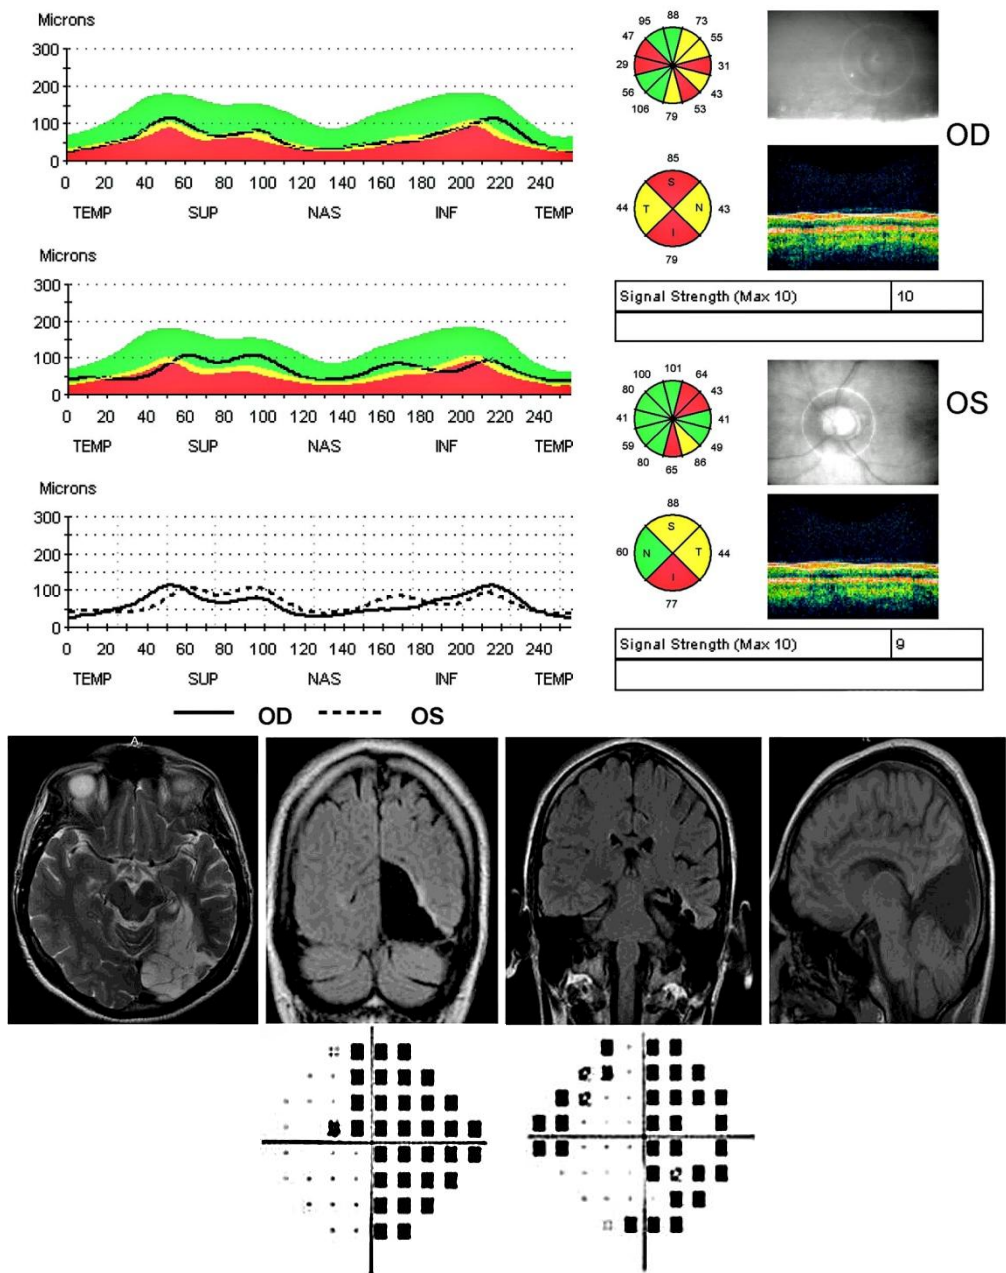 Microns
300
200
100
0
0 20 40 60 80 100 120 140 160 180 200 220 240
TEMP SUP NAS INF TEMP
88
95 73
47 55
29 31
56 43
106 53
79
OD
85
S
44 T N 43
I
79
Signal Strength (Max 10) 10
Microns
300
200
100
0
0 20 40 60 80 100 120 140 160 180 200 220 240
TEMP SUP NAS INF TEMP
101
100 64
80 43
41 41
59 49
80 86
65
OS
88
S
60 N T 44
I
77
Signal Strength (Max 10) 9
Microns
300
200
100
0
0 20 40 60 80 100 120 140 160 180 200 220 240
TEMP SUP NAS INF TEMP
OD OS
A